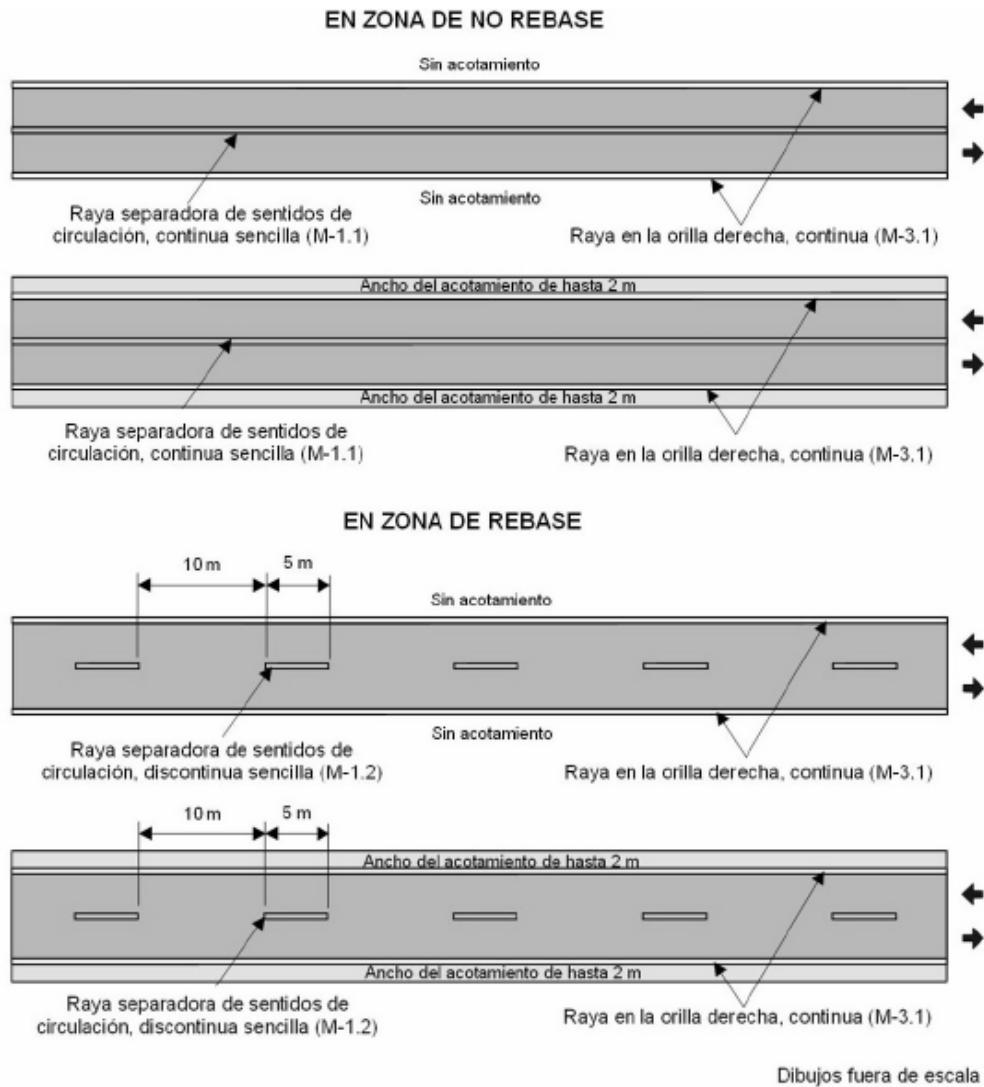 EN ZONA DE NO REBASE
Sin acotamiento
Sin acotamiento
Raya separadora de sentidos de
circulación, continua sencilla (M-1.1)
Raya en la orilla derecha, continua (M-3.1)
Ancho del acotamiento de hasta 2 m
Ancho del acotamiento de hasta 2 m
Raya separadora de sentidos de
circulación, continua sencilla (M-1.1)
Raya en la orilla derecha, continua (M-3.1)
EN ZONA DE REBASE
10 m
5 m
Sin acotamiento
Sin acotamiento
Raya separadora de sentidos de
circulación, discontinua sencilla (M-1.2)
Raya en la orilla derecha, continua (M-3.1)
10 m
5 m
Ancho del acotamiento de hasta 2 m
Ancho del acotamiento de hasta 2 m
Raya separadora de sentidos de
circulación, discontinua sencilla (M-1.2)
Raya en la orilla derecha, continua (M-3.1)
Dibujos fuera de escala